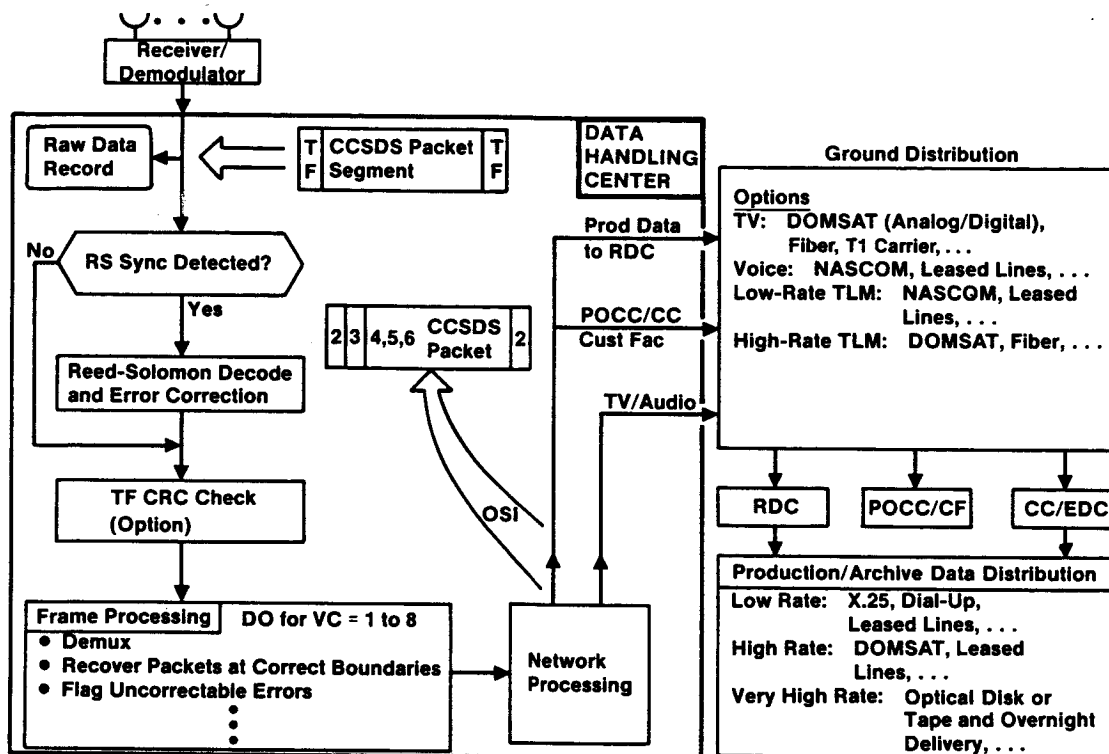 Receiver/
Demodulator
Raw Data
Record
T
F
CCSDS Packet
Segment
T
F
DATA
HANDLING
CENTER
No
RS Sync Detected?
Yes
Reed-Solomon Decode
and Error Correction
TF CRC Check
(Option)
Frame Processing
DO for VC = 1 to 8
● Demux
● Recover Packets at Correct Boundaries
● Flag Uncorrectable Errors
2 3 4,5,6 CCSDS
Packet 2
OSI
Network
Processing
Prod Data
to RDC
POCC/CC
Cust Fac
TV/Audio
Ground Distribution
Options
TV: DOMSAT (Analog/Digital),
Fiber, T1 Carrier, . . .
Voice: NASCOM, Leased Lines, . . .
Low-Rate TLM: NASCOM, Leased
Lines, . . .
High-Rate TLM: DOMSAT, Fiber, . . .
RDC
POCC/CF
CC/EDC
Production/Archive Data Distribution
Low Rate: X.25, Dial-Up,
Leased Lines, . . .
High Rate: DOMSAT, Leased
Lines, . . .
Very High Rate: Optical Disk or
Tape and Overnight
Delivery, . . .